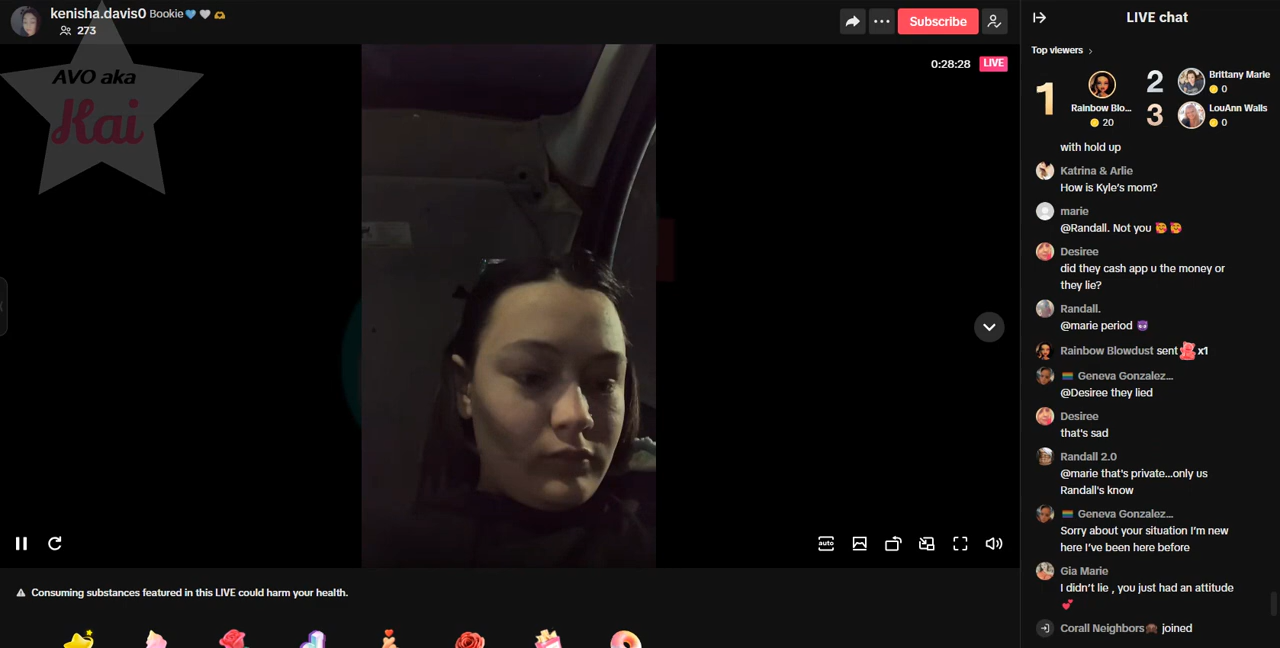 kenisha.davis0 Bookie💙🤍🫶
273
Subscribe
AVO aka
Kai
0:28:28 LIVE
auto
⚠ Consuming substances featured in this LIVE could harm your health.
LIVE chat
Top viewers >
1
Rainbow Blo...
20
2
Brittany Marie
0
3
LouAnn Walls
0
with hold up
Katrina & Arlie
How is Kyle's mom?
marie
@Randall. Not you 🥰 🥰
Desiree
did they cash app u the money or
they lie?
Randall.
@marie period 😈
Rainbow Blowdust sent x1
Geneva Gonzalez...
@Desiree they lied
Desiree
that's sad
Randall 2.0
@marie that's private...only us
Randall's know
Geneva Gonzalez...
Sorry about your situation I'm new
here I've been here before
Gia Marie
I didn't lie , you just had an attitude
💕
Corall Neighbors🙈 joined